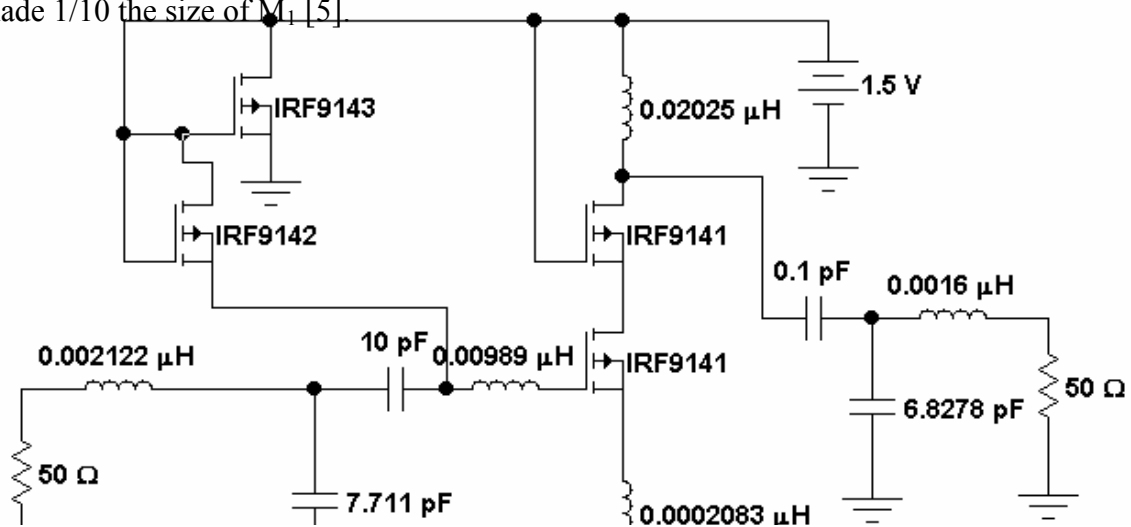 ade 1/10 the size of M₁ [5].
1.5 V
IRF9143
0.02025 μH
IRF9142
IRF9141
0.1 pF
0.0016 μH
10 pF
0.002122 μH
0.00989 μH
IRF9141
50 Ω
6.8278 pF
50 Ω
7.711 pF
0.0002083 μH